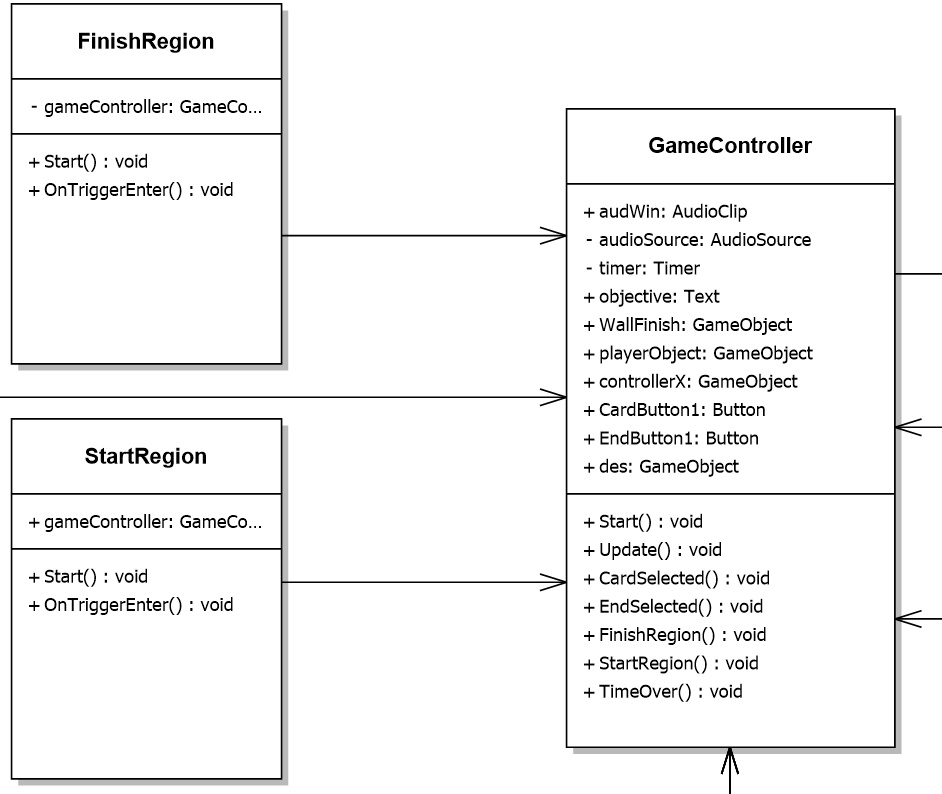 FinishRegion
- gameController: GameCo...
+ Start() : void
+ OnTriggerEnter() : void
StartRegion
+ gameController: GameCo...
+ Start() : void
+ OnTriggerEnter() : void
GameController
+ audWin: AudioClip
- audioSource: AudioSource
- timer: Timer
+ objective: Text
+ WallFinish: GameObject
+ playerObject: GameObject
+ controllerX: GameObject
+ CardButton1: Button
+ EndButton1: Button
+ des: GameObject
+ Start() : void
+ Update() : void
+ CardSelected() : void
+ EndSelected() : void
+ FinishRegion() : void
+ StartRegion() : void
+ TimeOver() : void